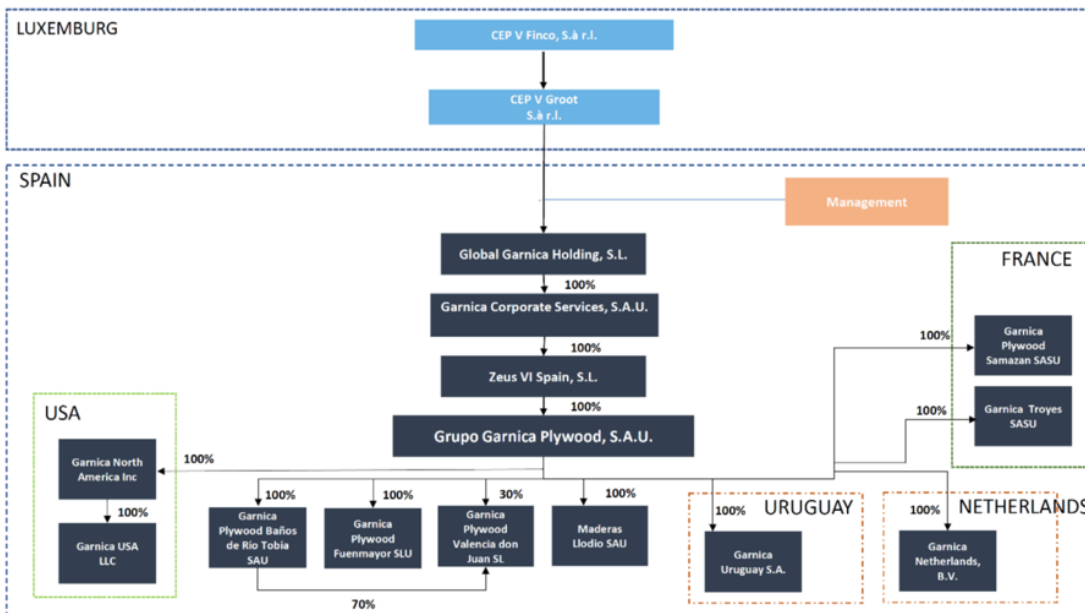 LUXEMBURG
CEP V Finco, S.à r.l.
CEP V Groot
S.à r.l.
SPAIN
Management
Global Garnica Holding, S.L.
100%
Garnica Corporate Services, S.A.U.
100%
Zeus VI Spain, S.L.
100%
Grupo Garnica Plywood, S.A.U.
FRANCE
100%
Garnica
Plywood
Samazan SASU
100%
Garnica Troyes
SASU
USA
Garnica North
America Inc
100%
100%
Garnica USA
LLC
100%
Garnica
Plywood Baños
de Río Tobia
SAU
100%
Garnica
Plywood
Fuenmayor SLU
30%
Garnica
Plywood
Valencia don
Juan SL
70%
100%
Maderas
Llodio SAU
URUGUAY
100%
Garnica
Uruguay S.A.
NETHERLANDS
100%
Garnica
Netherlands,
B.V.